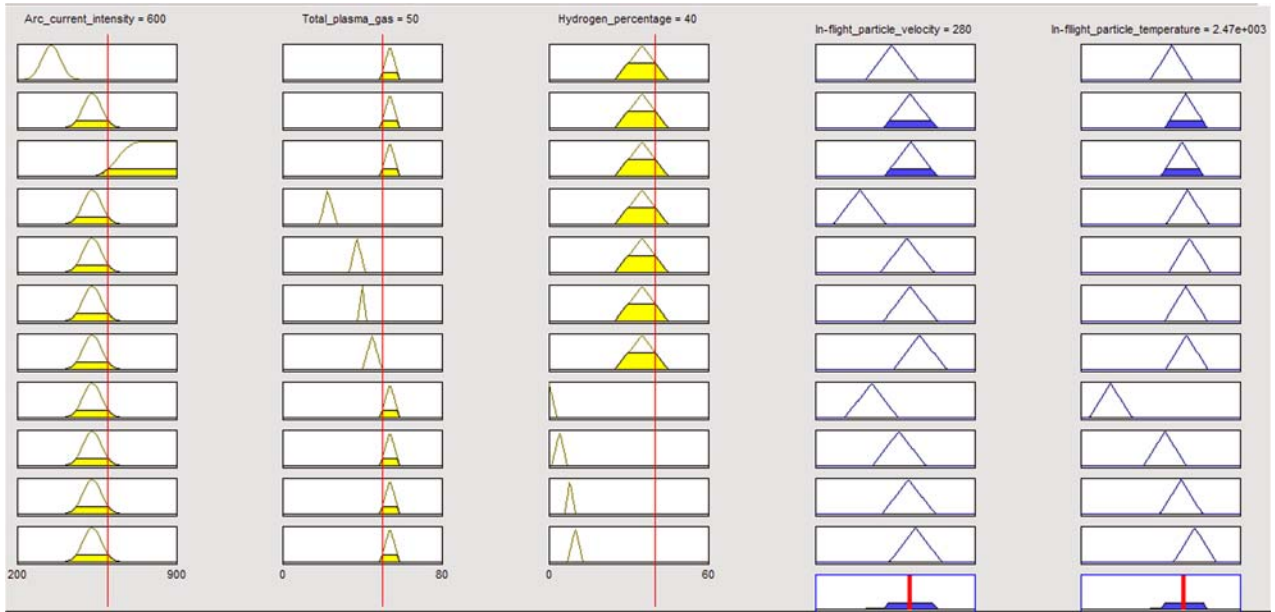 Arc_current_intensity = 600
Total_plasma_gas = 50
Hydrogen_percentage = 40
In-flight_particle_velocity = 280
In-fllight_particle_temperature = 2.47e+003
200 900
0 80
0 60